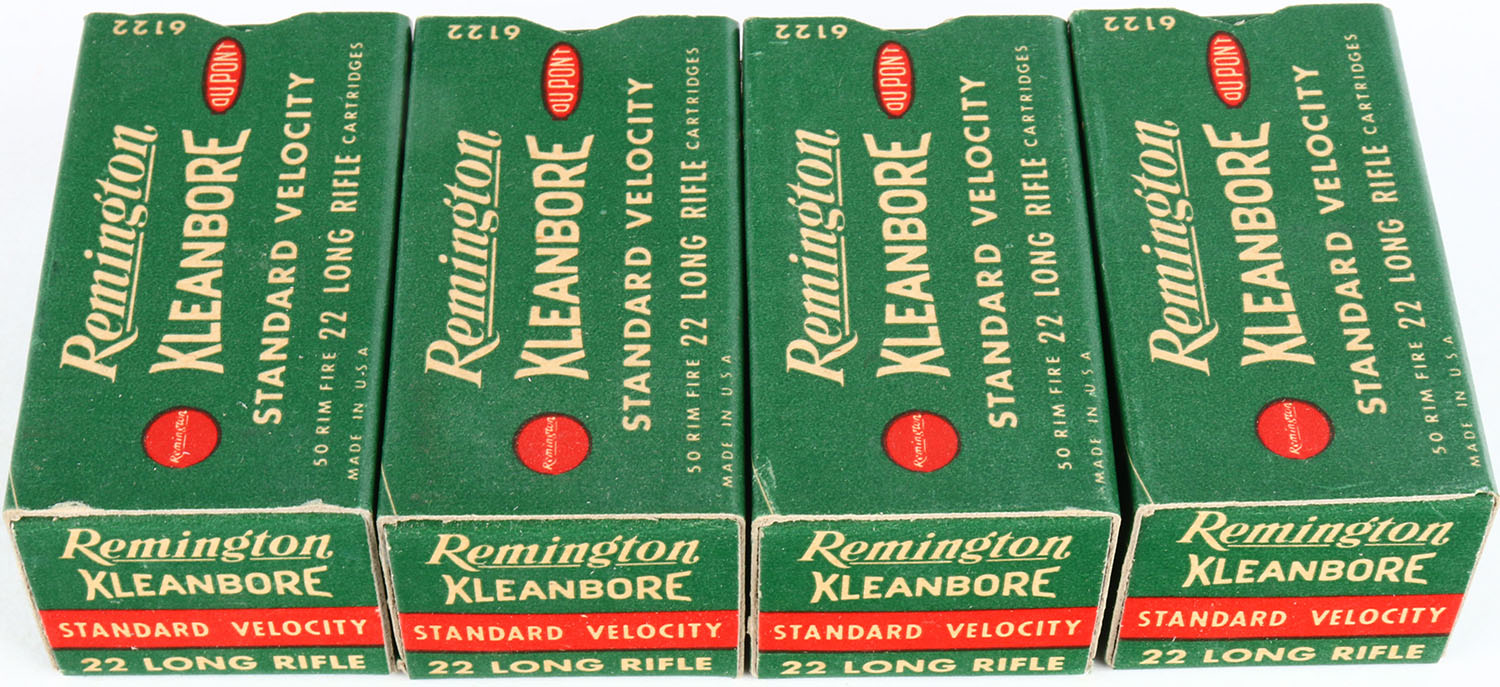 6122
DU PONT
Remington
KLEANBORE
STANDARD VELOCITY
50 RIM FIRE 22 LONG RIFLE CARTRIDGES
MADE IN U.S.A
Remington
Remington
KLEANBORE
STANDARD VELOCITY
22 LONG RIFLE
6122
DU PONT
Remington
KLEANBORE
STANDARD VELOCITY
50 RIM FIRE 22 LONG RIFLE CARTRIDGES
MADE IN U.S.A
Remington
Remington
KLEANBORE
STANDARD VELOCITY
22 LONG RIFLE
6122
DU PONT
Remington
KLEANBORE
STANDARD VELOCITY
50 RIM FIRE 22 LONG RIFLE CARTRIDGES
MADE IN U.S.A
Remington
Remington
KLEANBORE
STANDARD VELOCITY
22 LONG RIFLE
6122
DU PONT
Remington
KLEANBORE
STANDARD VELOCITY
50 RIM FIRE 22 LONG RIFLE CARTRIDGES
MADE IN U.S.A
Remington
Remington
KLEANBORE
STANDARD VELOCITY
22 LONG RIFLE